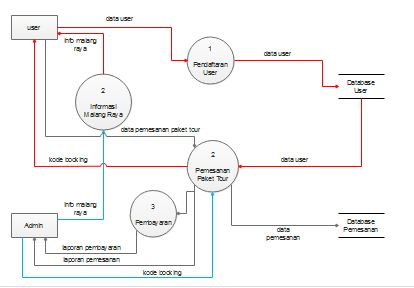 data user
user
info malang
raya
1
Pendaftaran
User
data user
Database
User
2
Informasi
Malang Raya
data pemesanan paket tour
2
Pemesanan
Paket Tour
kode bocking
data user
info malang
raya
3
Pembayaran
Admin
data
pemesanan
Database
Pemesanan
laporan pembayaran
laporan pemesanan
kode bocking